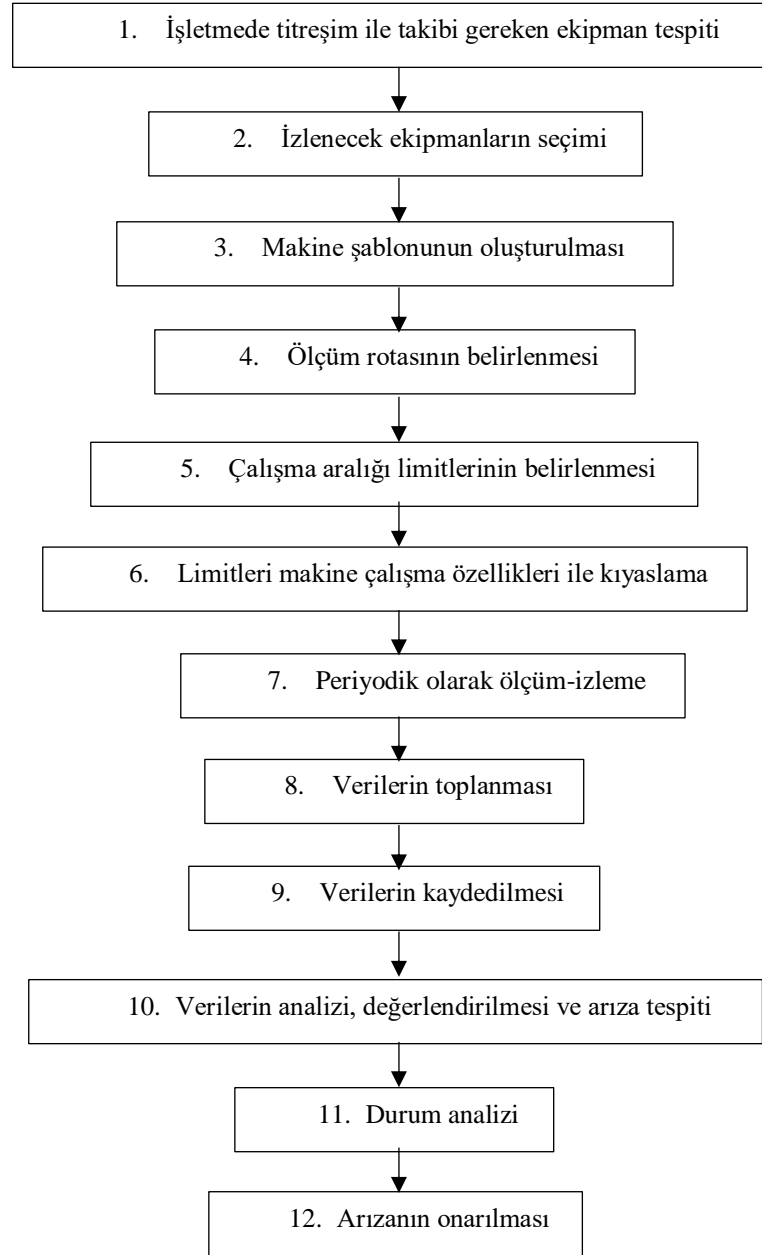 1. İşletmede titreşim ile takibi gereken ekipman tespiti
2. İzlenecek ekipmanların seçimi
3. Makine şablonunun oluşturulması
4. Ölçüm rotasının belirlenmesi
5. Çalışma aralığı limitlerinin belirlenmesi
6. Limitleri makine çalışma özellikleri ile kıyaslama
7. Periyodik olarak ölçüm-izleme
8. Verilerin toplanması
9. Verilerin kaydedilmesi
10. Verilerin analizi, değerlendirilmesi ve arıza tespiti
11. Durum analizi
12. Arızanın onarılması